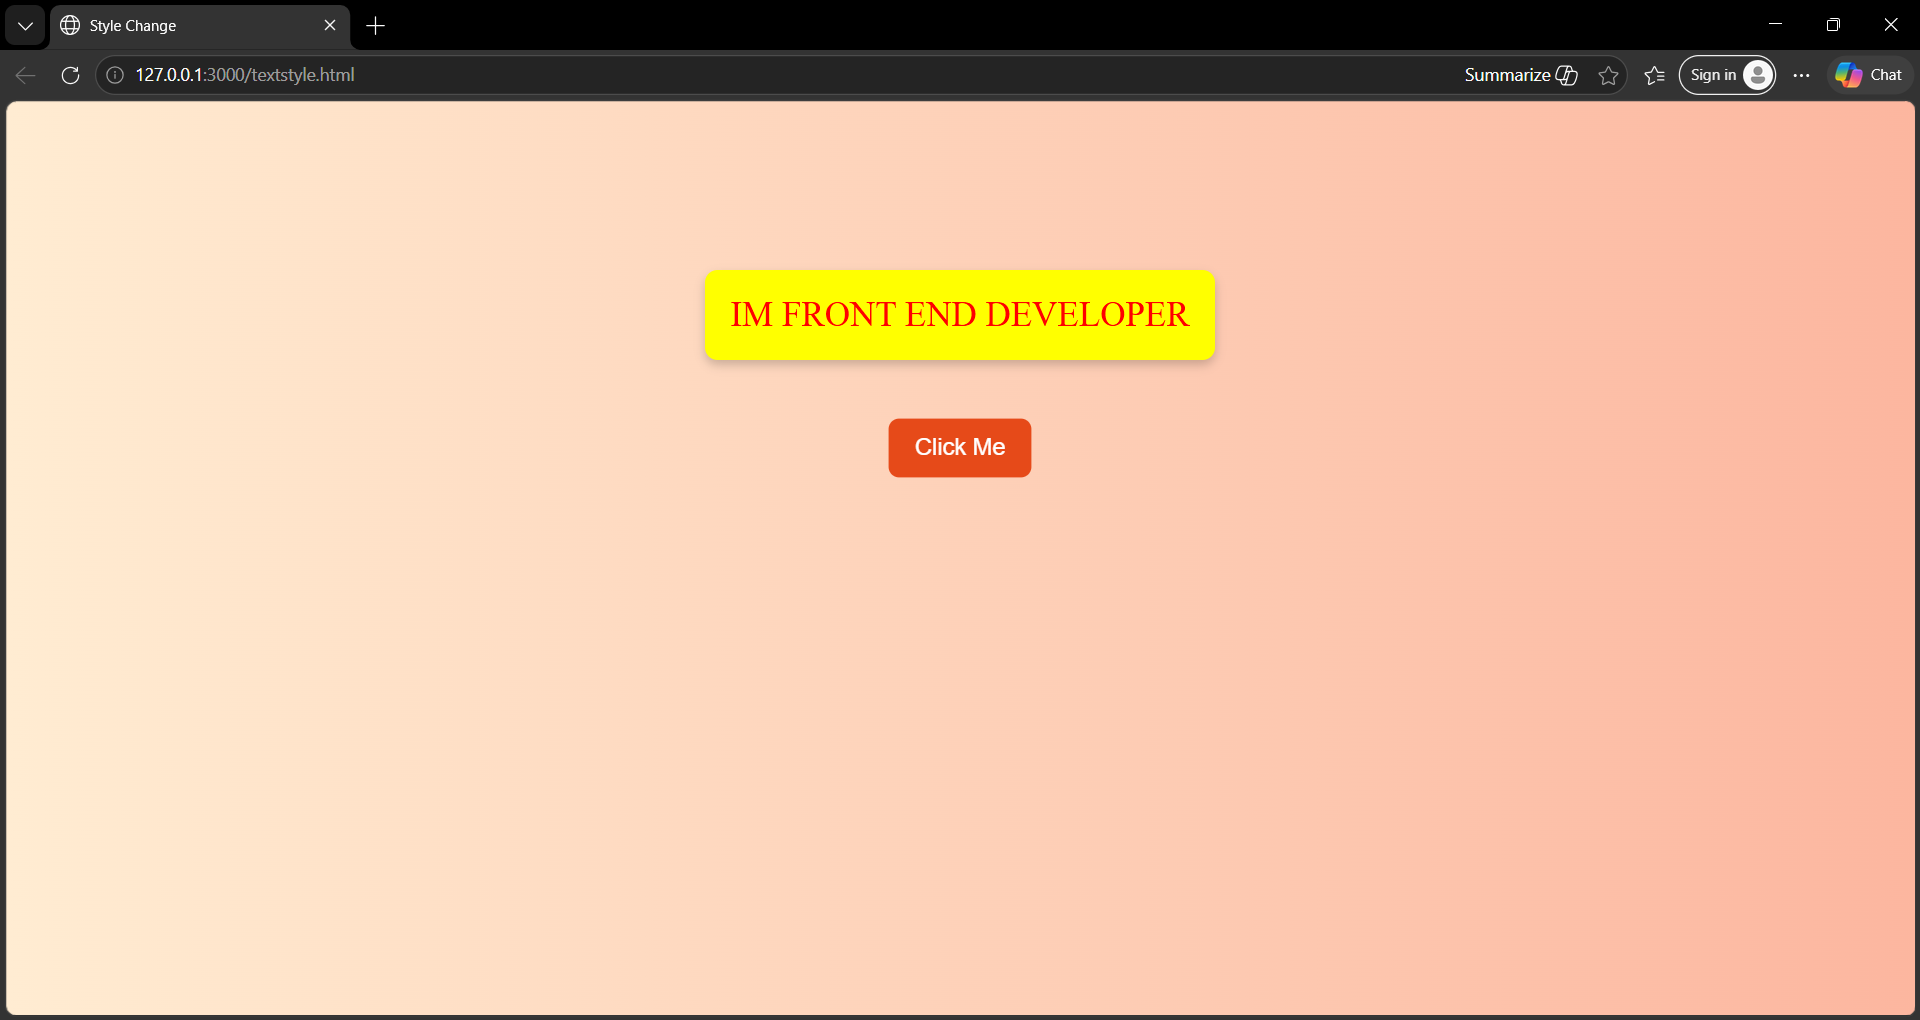 Style Change
127.0.0.1:3000/textstyle.html
Summarize
Sign in
Chat
IM FRONT END DEVELOPER
Click Me